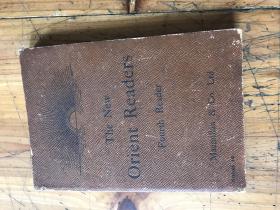 The New
Orient Readers
Fourth Reader
Macmillan & Co. Ltd